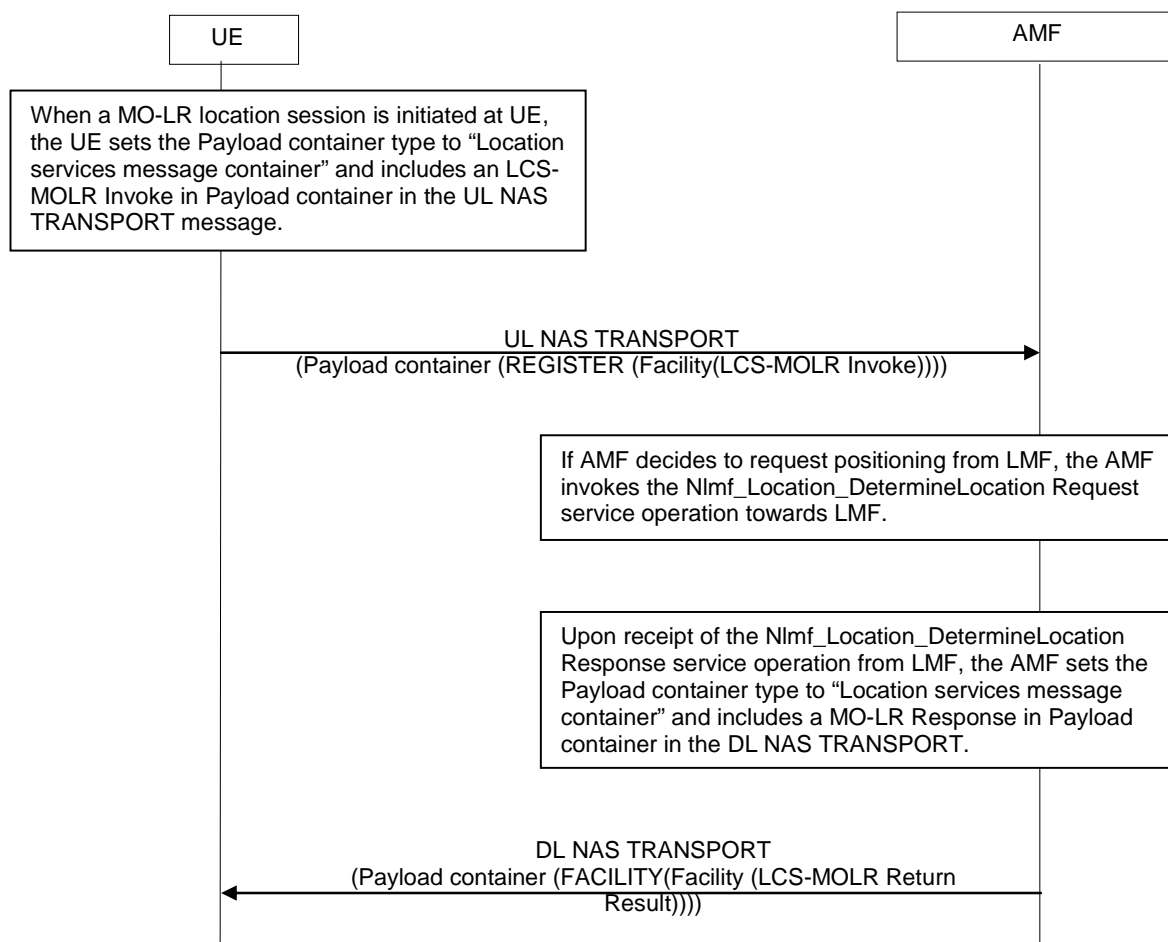 UE
AMF
When a MO-LR location session is initiated at UE,
the UE sets the Payload container type to “Location
services message container” and includes an LCS-
MOLR Invoke in Payload container in the UL NAS
TRANSPORT message.
UL NAS TRANSPORT
(Payload container (REGISTER (Facility(LCS-MOLR Invoke))))
If AMF decides to request positioning from LMF, the AMF
invokes the Nlmf_Location_DetermineLocation Request
service operation towards LMF.
Upon receipt of the Nlmf_Location_DetermineLocation
Response service operation from LMF, the AMF sets the
Payload container type to “Location services message
container” and includes a MO-LR Response in Payload
container in the DL NAS TRANSPORT.
DL NAS TRANSPORT
(Payload container (FACILITY(Facility (LCS-MOLR Return
Result))))